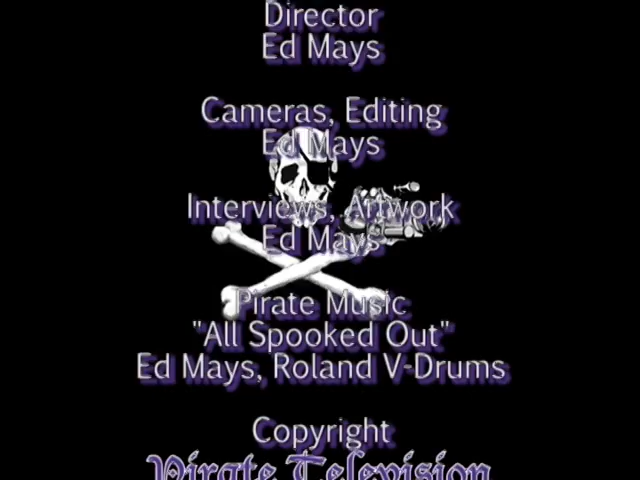 Director
Ed Mays
Cameras, Editing
Ed Mays
Interviews, Artwork
Ed Mays
Pirate Music
"All Spooked Out"
Ed Mays, Roland V-Drums
Copyright
Pirate Television